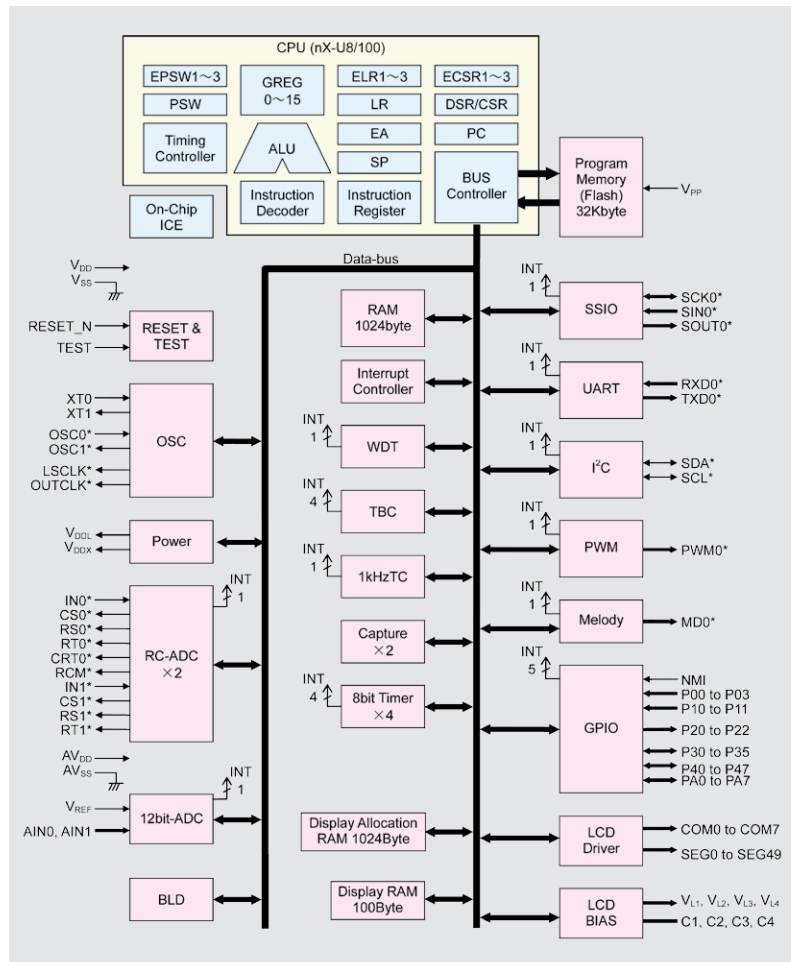 CPU (nX-U8/100)
EPSW1～3
GREG
0～15
ELR1～3
ECSR1～3
PSW
LR
DSR/CSR
Timing
Controller
ALU
EA
PC
SP
BUS
Controller
Instruction
Decoder
Instruction
Register
On-Chip
ICE
Program
Memory
(Flash)
32Kbyte
VPP
Data-bus
VDD
VSS
RESET_N
TEST
RESET &
TEST
XT0
XT1
OSC0*
OSC1*
LSCLK*
OUTCLK*
OSC
VDDL
VDDX
Power
IN0*
CS0*
RS0*
RT0*
CRT0*
RCM*
IN1*
CS1*
RS1*
RT1*
RC-ADC
×2
INT
1
AVDD
AVSS
VREF
AIN0, AIN1
12bit-ADC
INT
1
BLD
RAM
1024byte
Interrupt
Controller
INT
1
WDT
INT
4
TBC
INT
1
1kHzTC
Capture
×2
INT
4
8bit Timer
×4
Display Allocation
RAM 1024Byte
Display RAM
100Byte
INT
1
SSIO
SCK0*
SIN0*
SOUT0*
INT
1
UART
RXD0*
TXD0*
INT
1
I²C
SDA*
SCL*
INT
1
PWM
PWM0*
INT
1
Melody
MD0*
INT
5
GPIO
NMI
P00 to P03
P10 to P11
P20 to P22
P30 to P35
P40 to P47
PA0 to PA7
LCD
Driver
COM0 to COM7
SEG0 to SEG49
LCD
BIAS
VL1, VL2, VL3, VL4
C1, C2, C3, C4